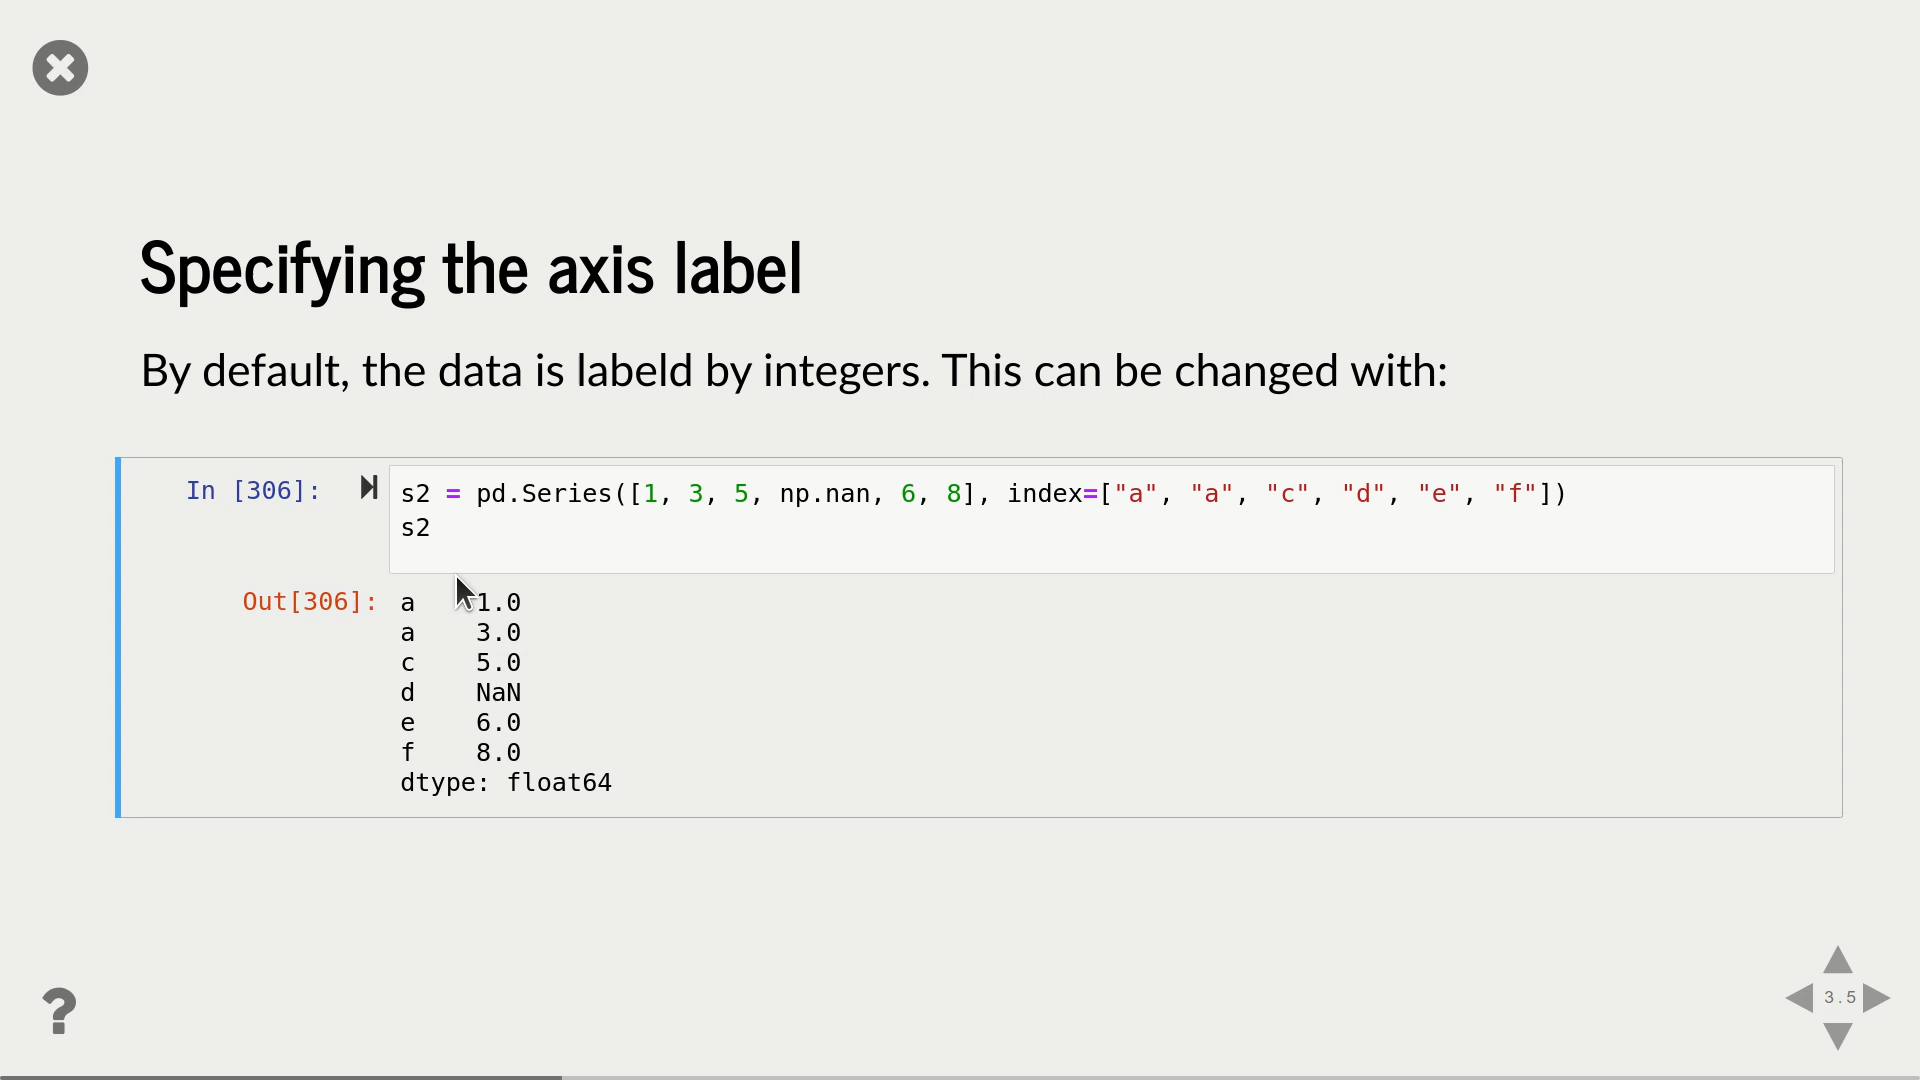 Specifying the axis label
By default, the data is labeld by integers. This can be changed with:
In [306]: s2 = pd.Series([1, 3, 5, np.nan, 6, 8], index=["a", "a", "c", "d", "e", "f"])
s2
Out[306]: a    1.0
a    3.0
c    5.0
d    NaN
e    6.0
f    8.0
dtype: float64
?
3.5